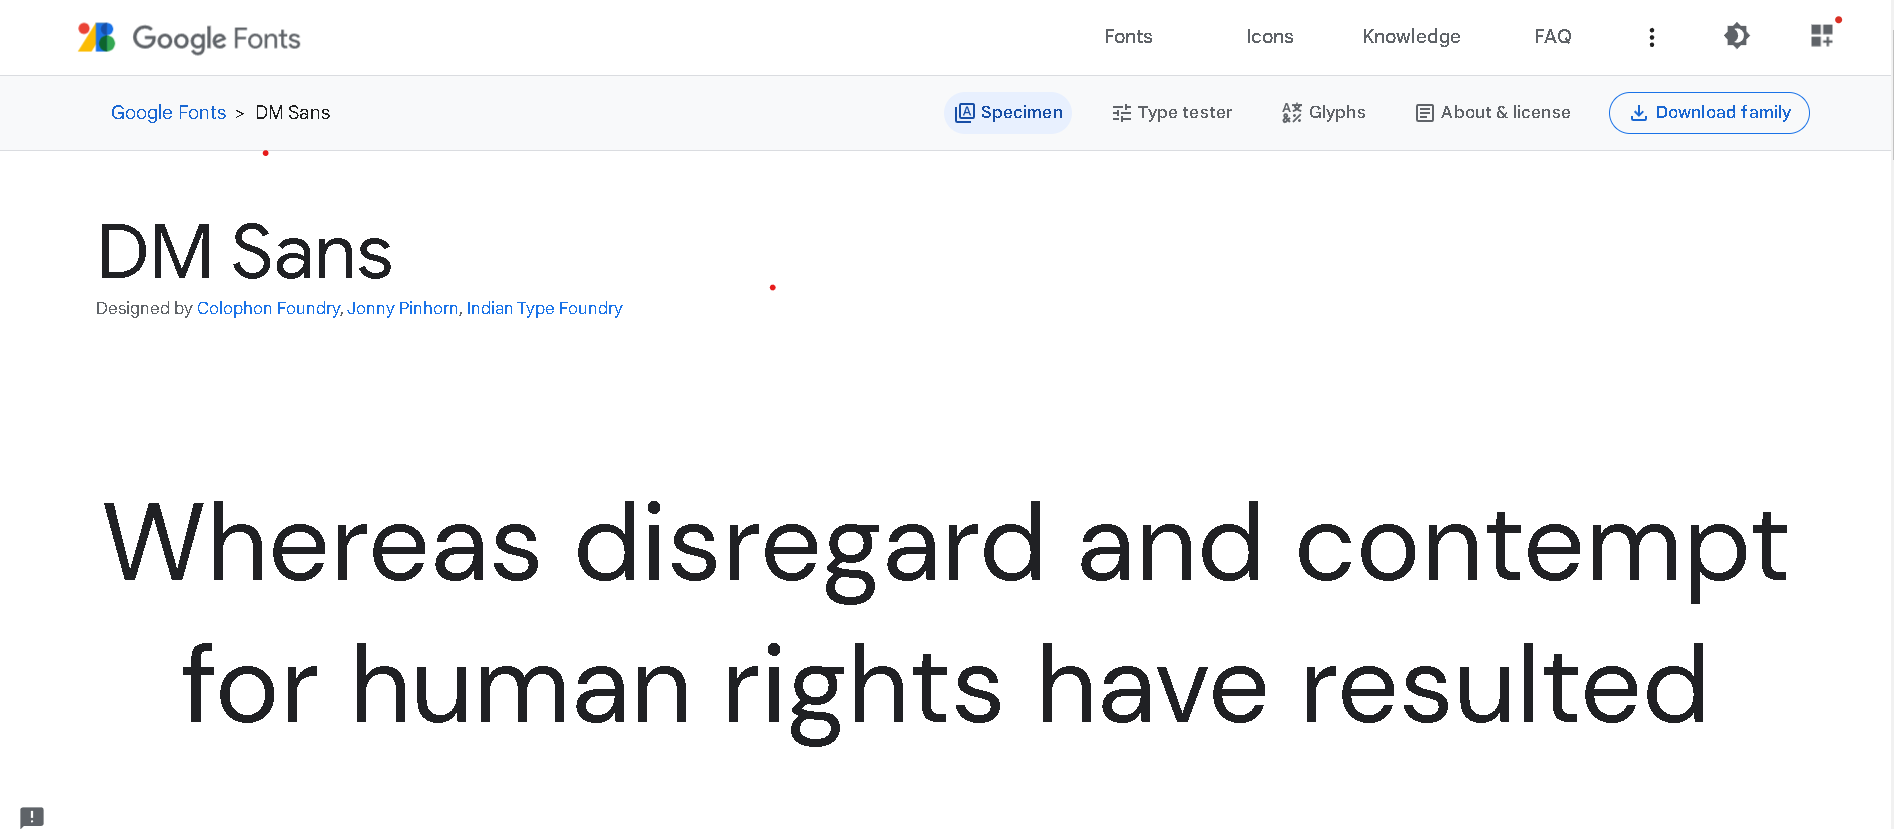 Google Fonts
Fonts Icons Knowledge FAQ
Google Fonts > DM Sans
Specimen Type tester Glyphs About & license Download family
DM Sans
Designed by Colophon Foundry, Jonny Pinhorn, Indian Type Foundry
Whereas disregard and contempt
for human rights have resulted